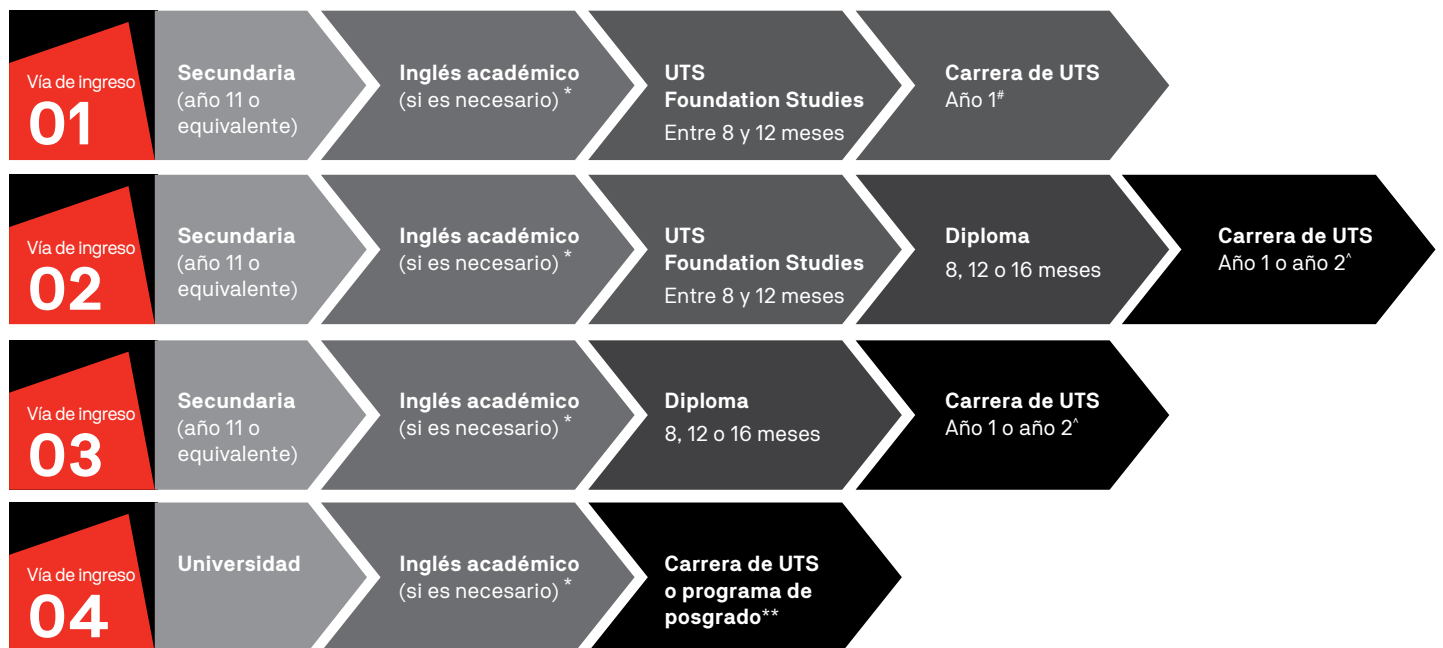 Vía de ingreso
01
Secundaria
(año 11 o
equivalente)
Inglés académico
(si es necesario) *
UTS
Foundation Studies
Entre 8 y 12 meses
Carrera de UTS
Año 1#
Vía de ingreso
02
Secundaria
(año 11 o
equivalente)
Inglés académico
(si es necesario) *
UTS
Foundation Studies
Entre 8 y 12 meses
Diploma
8, 12 o 16 meses
Carrera de UTS
Año 1 o año 2^
Vía de ingreso
03
Secundaria
(año 11 o
equivalente)
Inglés académico
(si es necesario) *
Diploma
8, 12 o 16 meses
Carrera de UTS
Año 1 o año 2^
Vía de ingreso
04
Universidad
Inglés académico
(si es necesario) *
Carrera de UTS
o programa de
posgrado**